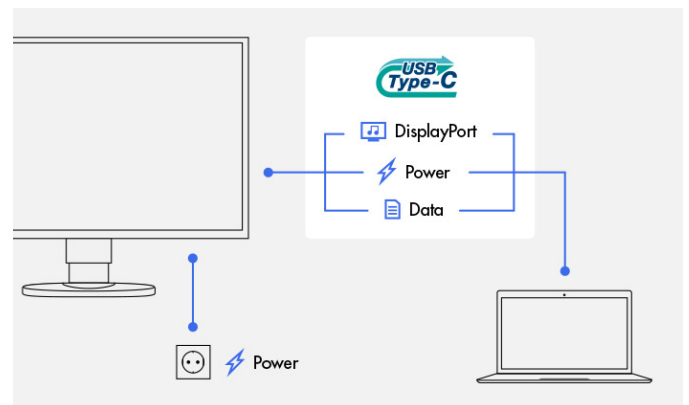 USB
Type-C
DisplayPort
Power
Data
Power